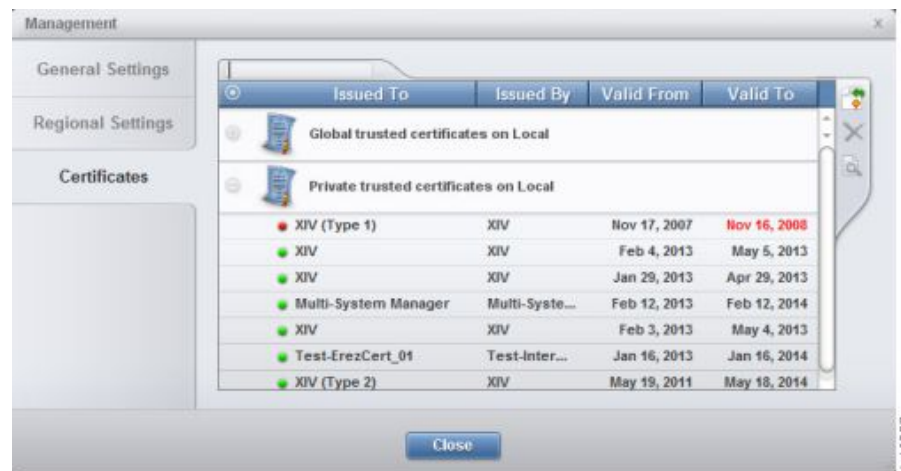 Management
General Settings
Regional Settings
Certificates
Issued To Issued By Valid From Valid To
Global trusted certificates on Local
Private trusted certificates on Local
XIV (Type 1) XIV Nov 17, 2007 Nov 16, 2008
XIV XIV Feb 4, 2013 May 5, 2013
XIV XIV Jan 29, 2013 Apr 29, 2013
Multi-System Manager Multi-Syste... Feb 12, 2013 Feb 12, 2014
XIV XIV Feb 3, 2013 May 4, 2013
Test-ErezCert_01 Test-Inter... Jan 16, 2013 Jan 16, 2014
XIV (Type 2) XIV May 19, 2011 May 18, 2014
Close